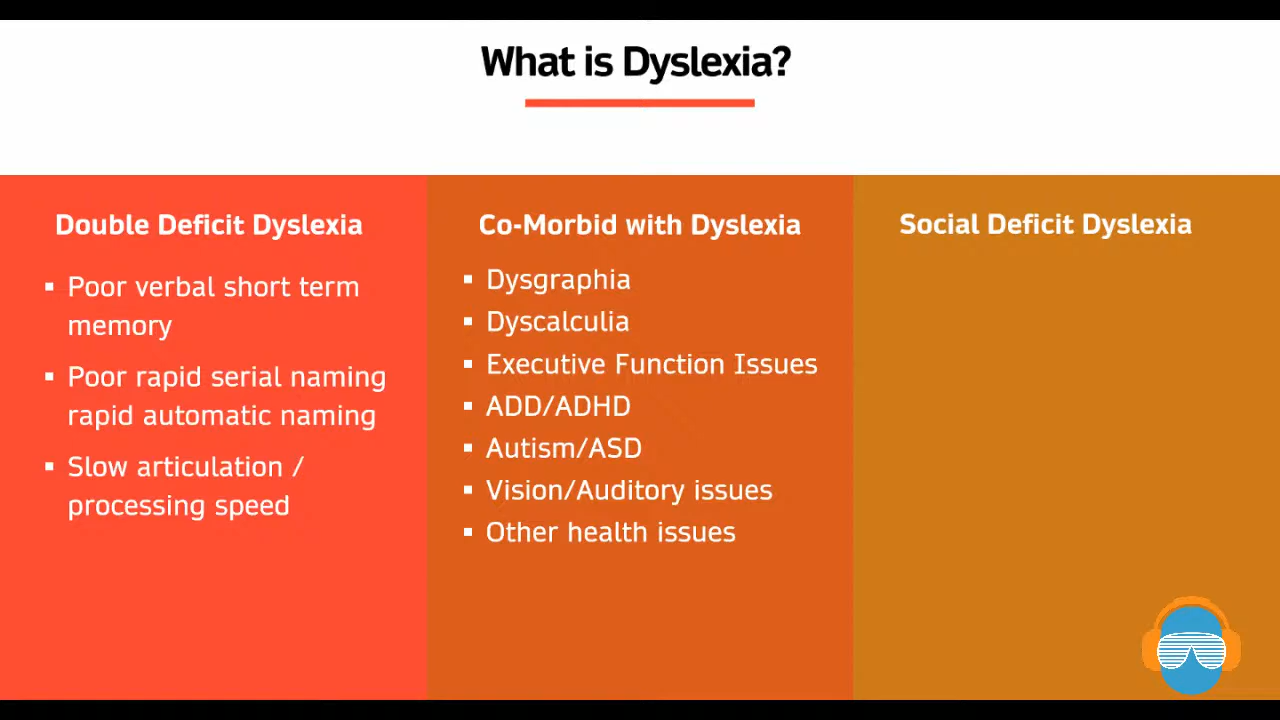 What is Dyslexia?
Double Deficit Dyslexia
▪ Poor verbal short term
memory
▪ Poor rapid serial naming
rapid automatic naming
▪ Slow articulation /
processing speed
Co-Morbid with Dyslexia
▪ Dysgraphia
▪ Dyscalculia
▪ Executive Function Issues
▪ ADD/ADHD
▪ Autism/ASD
▪ Vision/Auditory issues
▪ Other health issues
Social Deficit Dyslexia